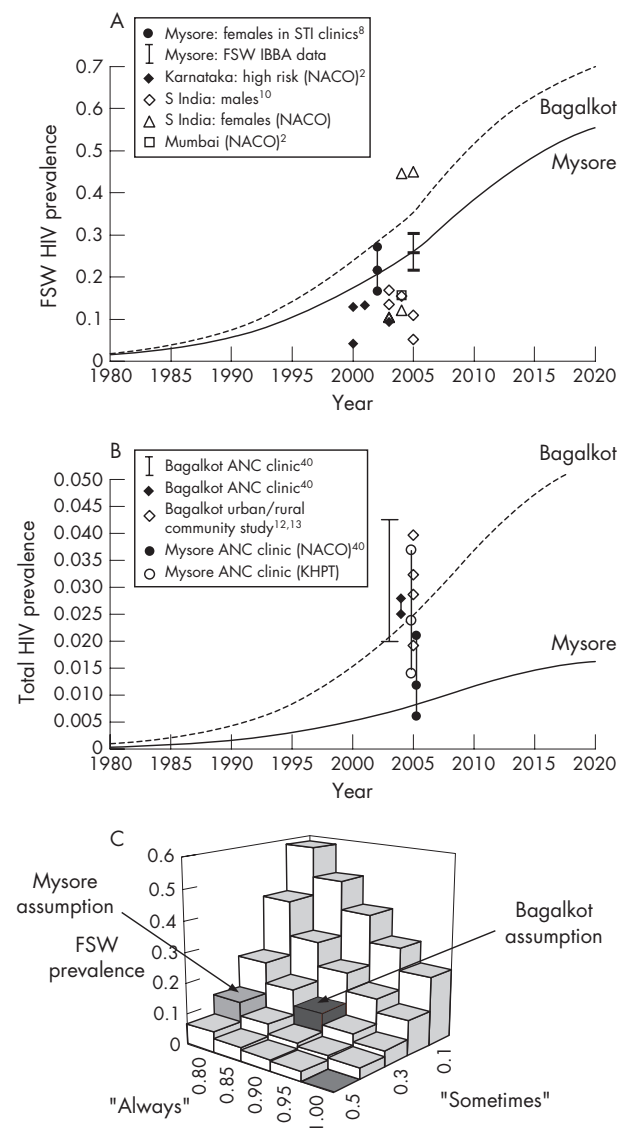 A
Mysore: females in STI clinics8
Mysore: FSW IBBA data
Karnataka: high risk (NACO)2
S India: males10
S India: females (NACO)
Mumbai (NACO)2
0.7
0.6
0.5
0.4
0.3
0.2
0.1
0
FSW HIV prevalence
Bagalkot
Mysore
1980 1985 1990 1995 2000 2005 2010 2015 2020
Year
B
Bagalkot ANC clinic40
Bagalkot ANC clinic40
Bagalkot urban/rural
community study12,13
Mysore ANC clinic (NACO)40
Mysore ANC clinic (KHPT)
0.050
0.045
0.040
0.035
0.030
0.025
0.020
0.015
0.010
0.005
0
Total HIV prevalence
Bagalkot
Mysore
1980 1985 1990 1995 2000 2005 2010 2015 2020
Year
C
Mysore
assumption
FSW
prevalence
Bagalkot
assumption
0.6
0.5
0.4
0.3
0.2
0.1
0
0.80
0.85
0.90
0.95
1.00
"Always"
0.5
0.3
0.1
"Sometimes"